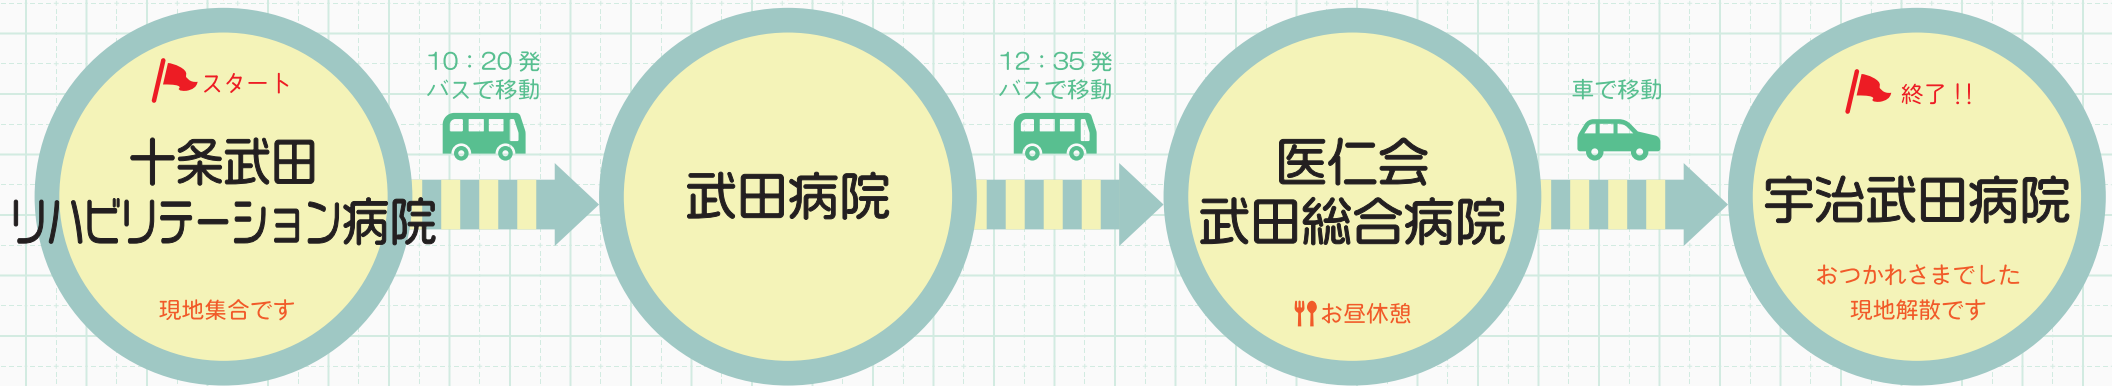 スタート
十条武田
リハビリテーション病院
現地集合です
10：20 発
バスで移動
武田病院
12：35 発
バスで移動
医仁会
武田総合病院
お昼休憩
車で移動
終了！！
宇治武田病院
おつかれさまでした
現地解散です